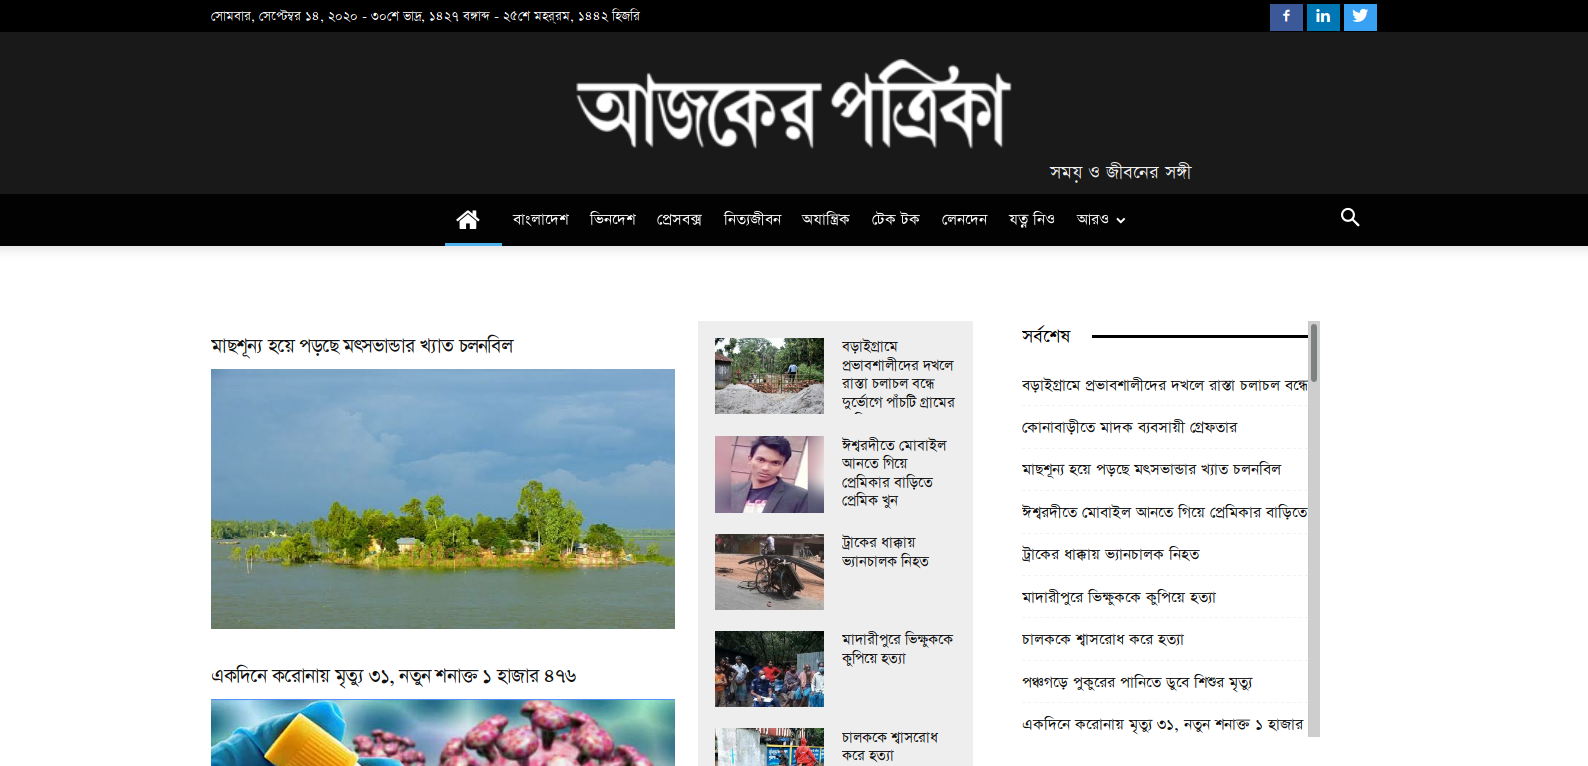 সোমবার, সেপ্টেম্বর ১৪, ২০২০ - ৩০শে ভাদ্র, ১৪২৭ বঙ্গাব্দ - ২৫শে মহর্‌রম, ১৪৪২ হিজরি
f in
আজকের পত্রিকা
সময় ও জীবনের সঙ্গী
বাংলাদেশ ভিনদেশ প্রেসবক্স নিত্যজীবন অযান্ত্রিক টেক টক লেনদেন যত্ন নিও আরও
মাছশূন্য হয়ে পড়ছে মৎসভান্ডার খ্যাত চলনবিল
একদিনে করোনায় মৃত্যু ৩১, নতুন শনাক্ত ১ হাজার ৪৭৬
বড়াইগ্রামে
প্রভাবশালীদের দখলে
রাস্তা চলাচল বন্ধে
দুর্ভোগে পাঁচটি গ্রামের
ঈশ্বরদীতে মোবাইল
আনতে গিয়ে
প্রেমিকার বাড়িতে
প্রেমিক খুন
ট্রাকের ধাক্কায়
ভ্যানচালক নিহত
মাদারীপুরে ভিক্ষুককে
কুপিয়ে হত্যা
চালককে শ্বাসরোধ
করে হত্যা
সর্বশেষ
বড়াইগ্রামে প্রভাবশালীদের দখলে রাস্তা চলাচল বন্ধে
কোনাবাড়ীতে মাদক ব্যবসায়ী গ্রেফতার
মাছশূন্য হয়ে পড়ছে মৎসভান্ডার খ্যাত চলনবিল
ঈশ্বরদীতে মোবাইল আনতে গিয়ে প্রেমিকার বাড়িতে
ট্রাকের ধাক্কায় ভ্যানচালক নিহত
মাদারীপুরে ভিক্ষুককে কুপিয়ে হত্যা
চালককে শ্বাসরোধ করে হত্যা
পঞ্চগড়ে পুকুরের পানিতে ডুবে শিশুর মৃত্যু
একদিনে করোনায় মৃত্যু ৩১, নতুন শনাক্ত ১ হাজার